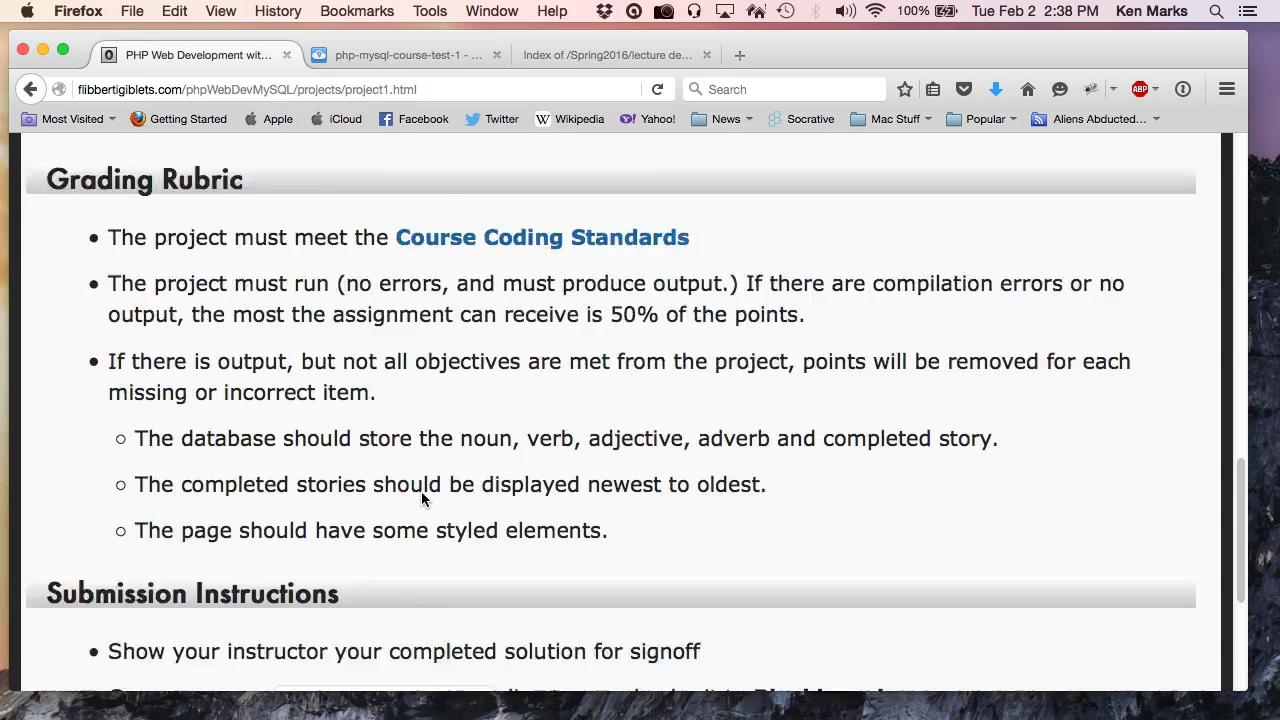 Firefox File Edit View History Bookmarks Tools Window Help 100% Tue Feb 2 2:38 PM Ken Marks
PHP Web Development wit... php-mysql-course-test-1 - ... Index of /Spring2016/lecture de...
flibbertigiblets.com/phpWebDevMySQL/projects/project1.html Search ABP
Most Visited Getting Started Apple iCloud Facebook Twitter Wikipedia Yahoo! News Socrative Mac Stuff Popular Aliens Abducted...
Grading Rubric
The project must meet the Course Coding Standards
The project must run (no errors, and must produce output.) If there are compilation errors or no
output, the most the assignment can receive is 50% of the points.
If there is output, but not all objectives are met from the project, points will be removed for each
missing or incorrect item.
The database should store the noun, verb, adjective, adverb and completed story.
The completed stories should be displayed newest to oldest.
The page should have some styled elements.
Submission Instructions
Show your instructor your completed solution for signoff